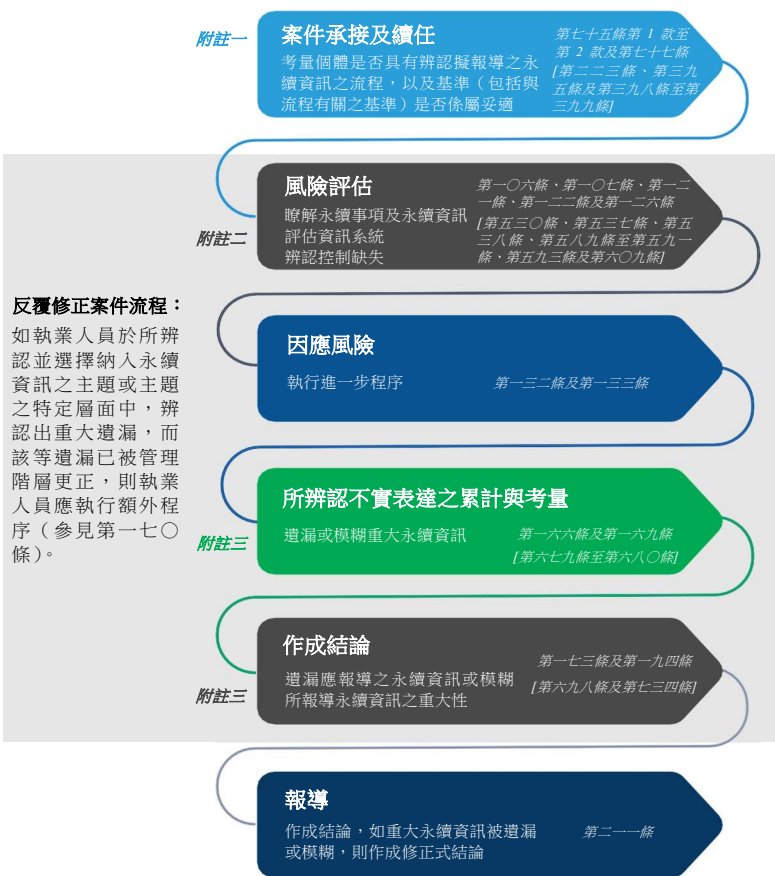 附註一
案件承接及續任
考量個體是否具有辨認擬報導之永
續資訊之流程，以及基準（包括與
流程有關之基準）是否係屬妥適
第七十五條第 1 款至
第 2 款及第七十七條
[第二二三條、第三九
五條及第三九八條至第
三九九條]
風險評估
瞭解永續事項及永續資訊
評估資訊系統
辨認控制缺失
第一〇六條、第一〇七條、第一二
一條、第一二二條及第一二六條
[第五三〇條、第五三七條、第五
三八條、第五八九條至第五九一
條、第五九三條及第六〇九條]
附註二
反覆修正案件流程：
如執業人員於所辨
認並選擇納入永續
資訊之主題或主題
之特定層面中，辨
認出重大遺漏，而
該等遺漏已被管理
階層更正，則執業
人員應執行額外程
序（參見第一七〇
條）。
因應風險
執行進一步程序
第一三二條及第一三三條
所辨認不實表達之累計與考量
遺漏或模糊重大永續資訊
第一六六條及第一六九條
[第六七九條至第六八〇條]
附註三
作成結論
遺漏應報導之永續資訊或模糊
所報導永續資訊之重大性
第一七三條及第一九四條
[第六九八條及第七三四條]
附註三
報導
作成結論，如重大永續資訊被遺漏
或模糊，則作成修正式結論
第二一一條